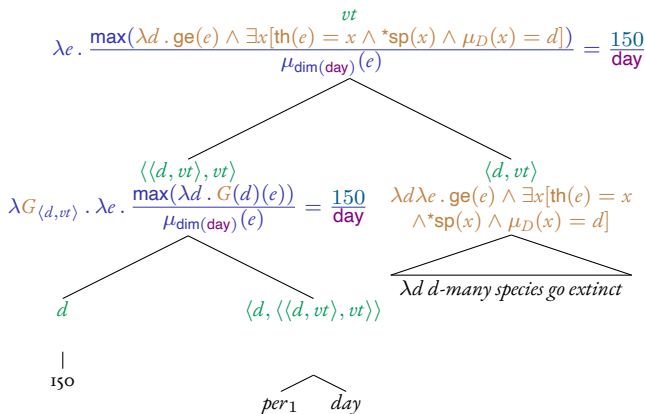 vt
λe . max(λd . ge(e) ∧ ∃x[th(e) = x ∧ *sp(x) ∧ μ_D(x) = d]) / μ_dim(day)(e) = 150 / day
⟨⟨d, vt⟩, vt⟩ ⟨d, vt⟩
λG_⟨d,vt⟩ . λe . max(λd . G(d)(e)) / μ_dim(day)(e) = 150 / day
λdλe . ge(e) ∧ ∃x[th(e) = x
∧*sp(x) ∧ μ_D(x) = d]
λd d-many species go extinct
d ⟨d, ⟨⟨d, vt⟩, vt⟩⟩
150
per₁ day